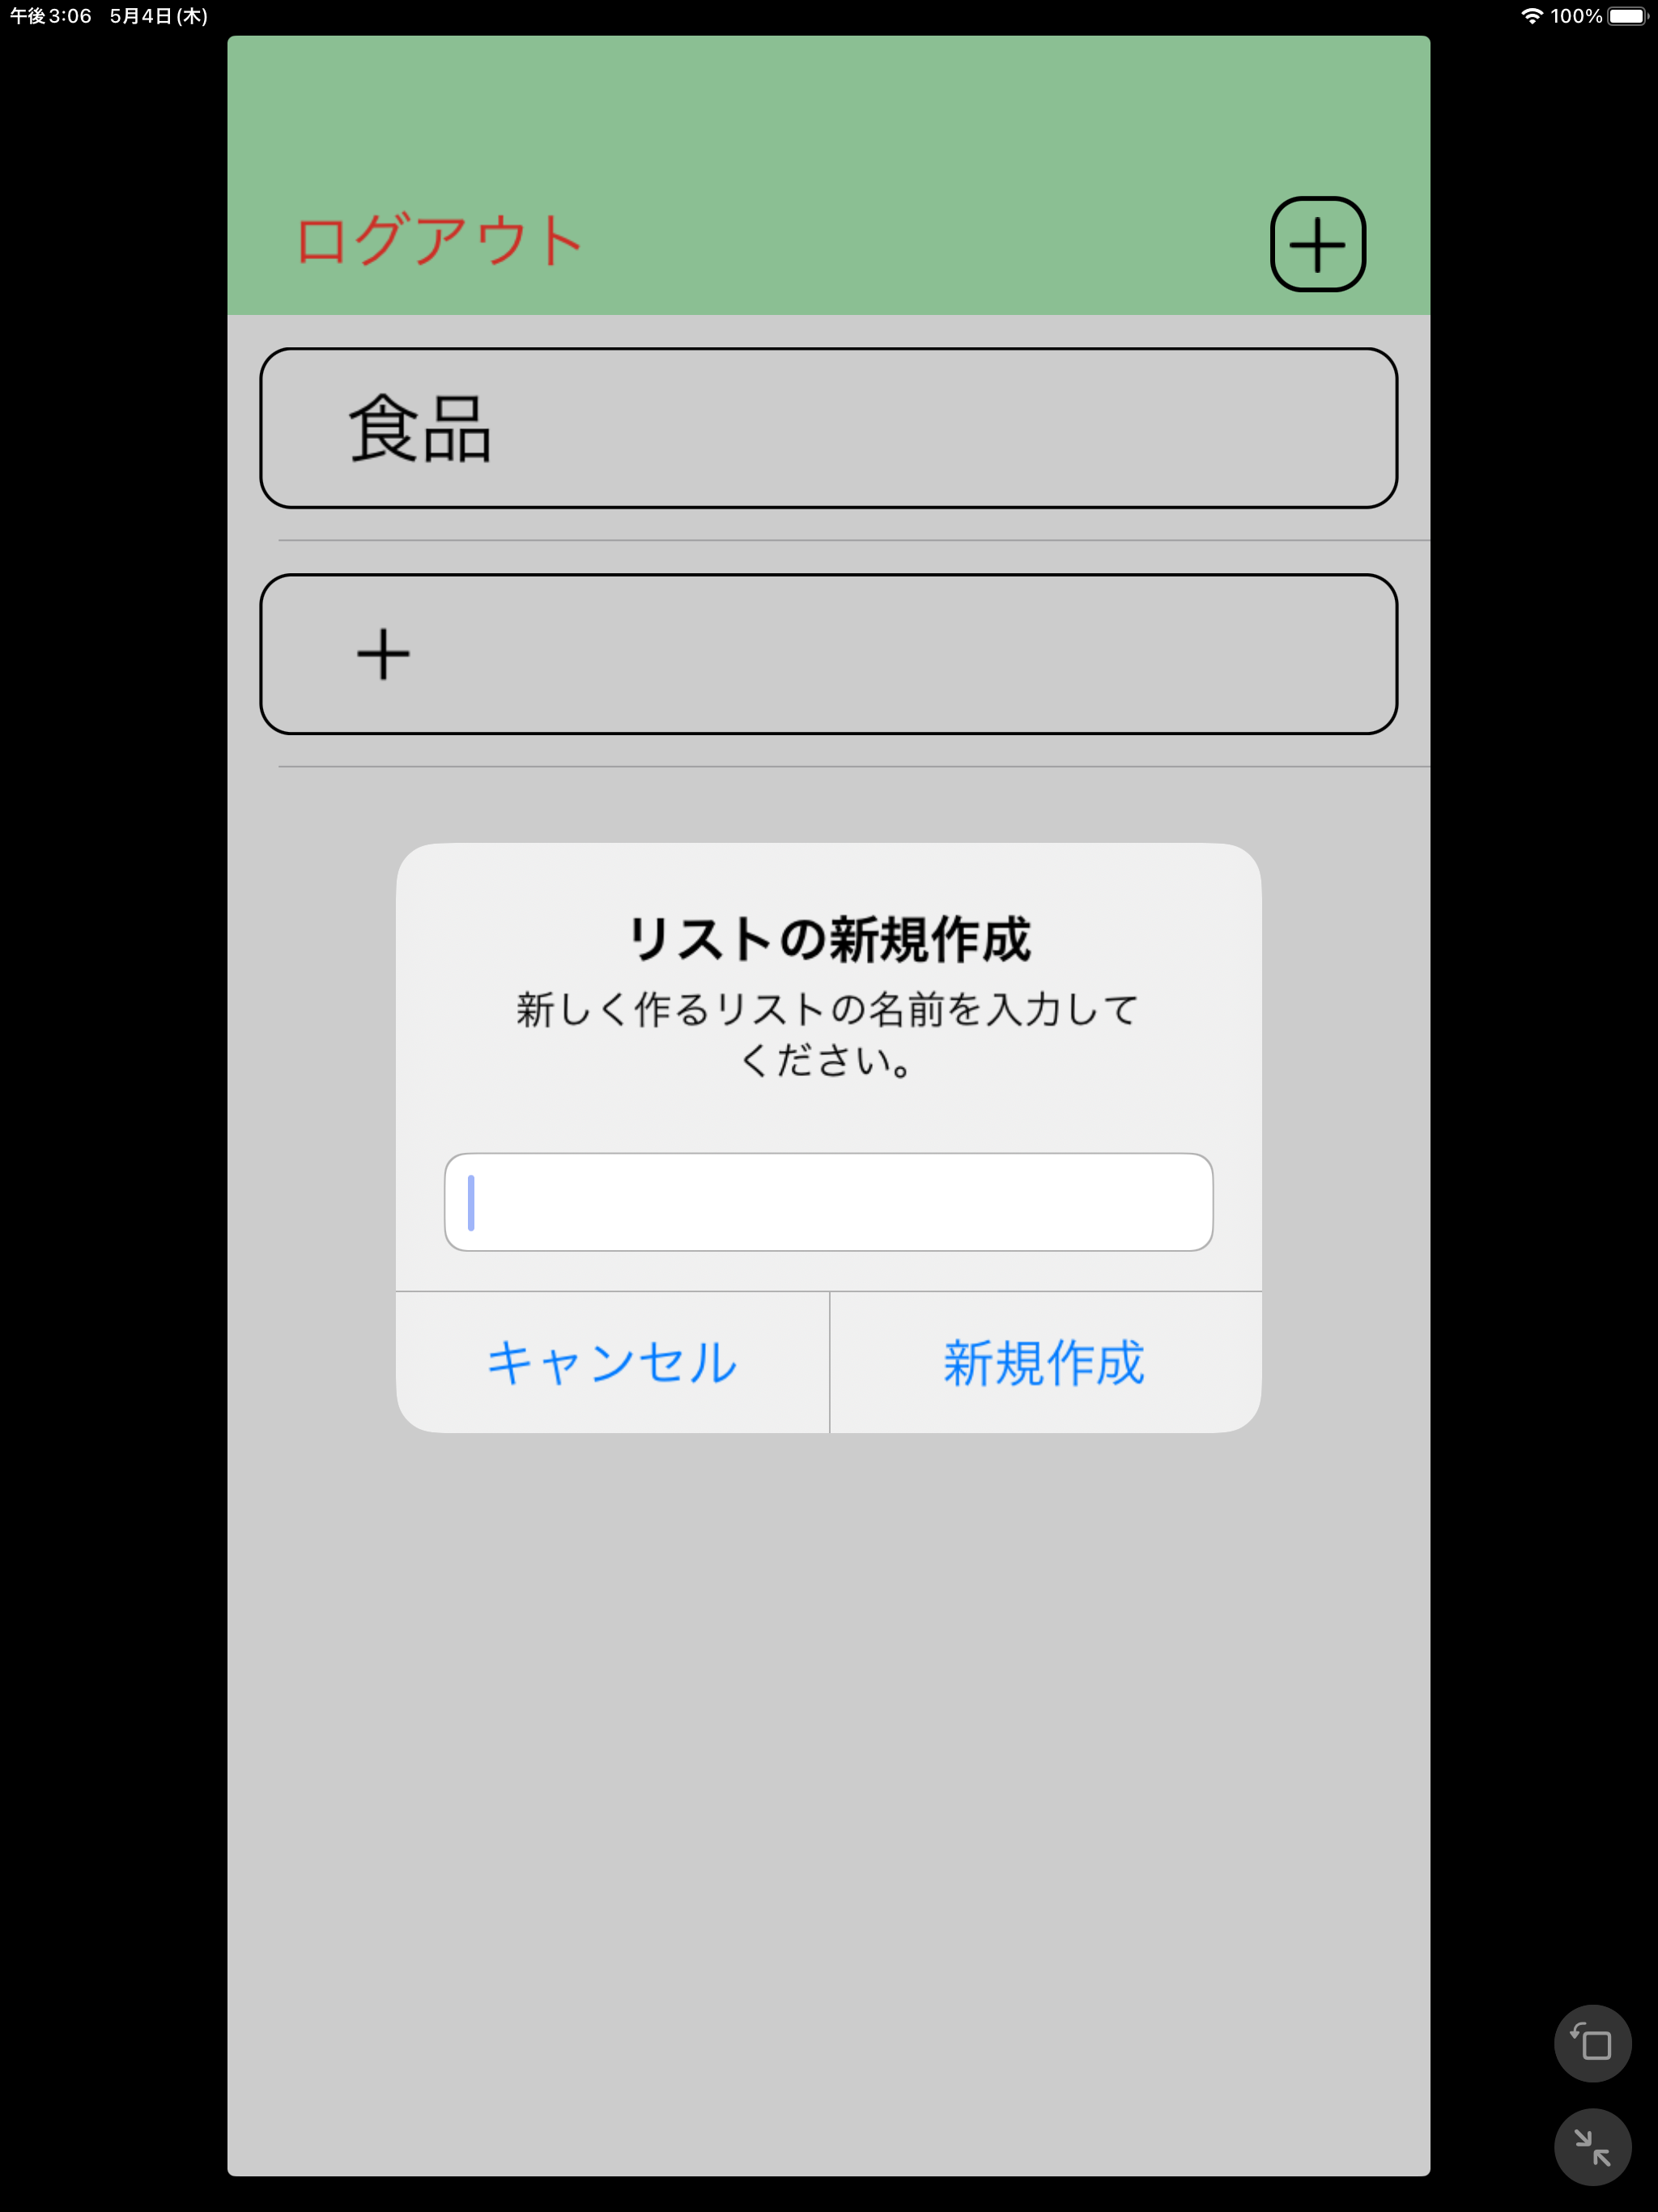 午後3:06 5月4日(木) 100%
ログアウト
食品
+
リストの新規作成
新しく作るリストの名前を入力して
ください。
キャンセル 新規作成